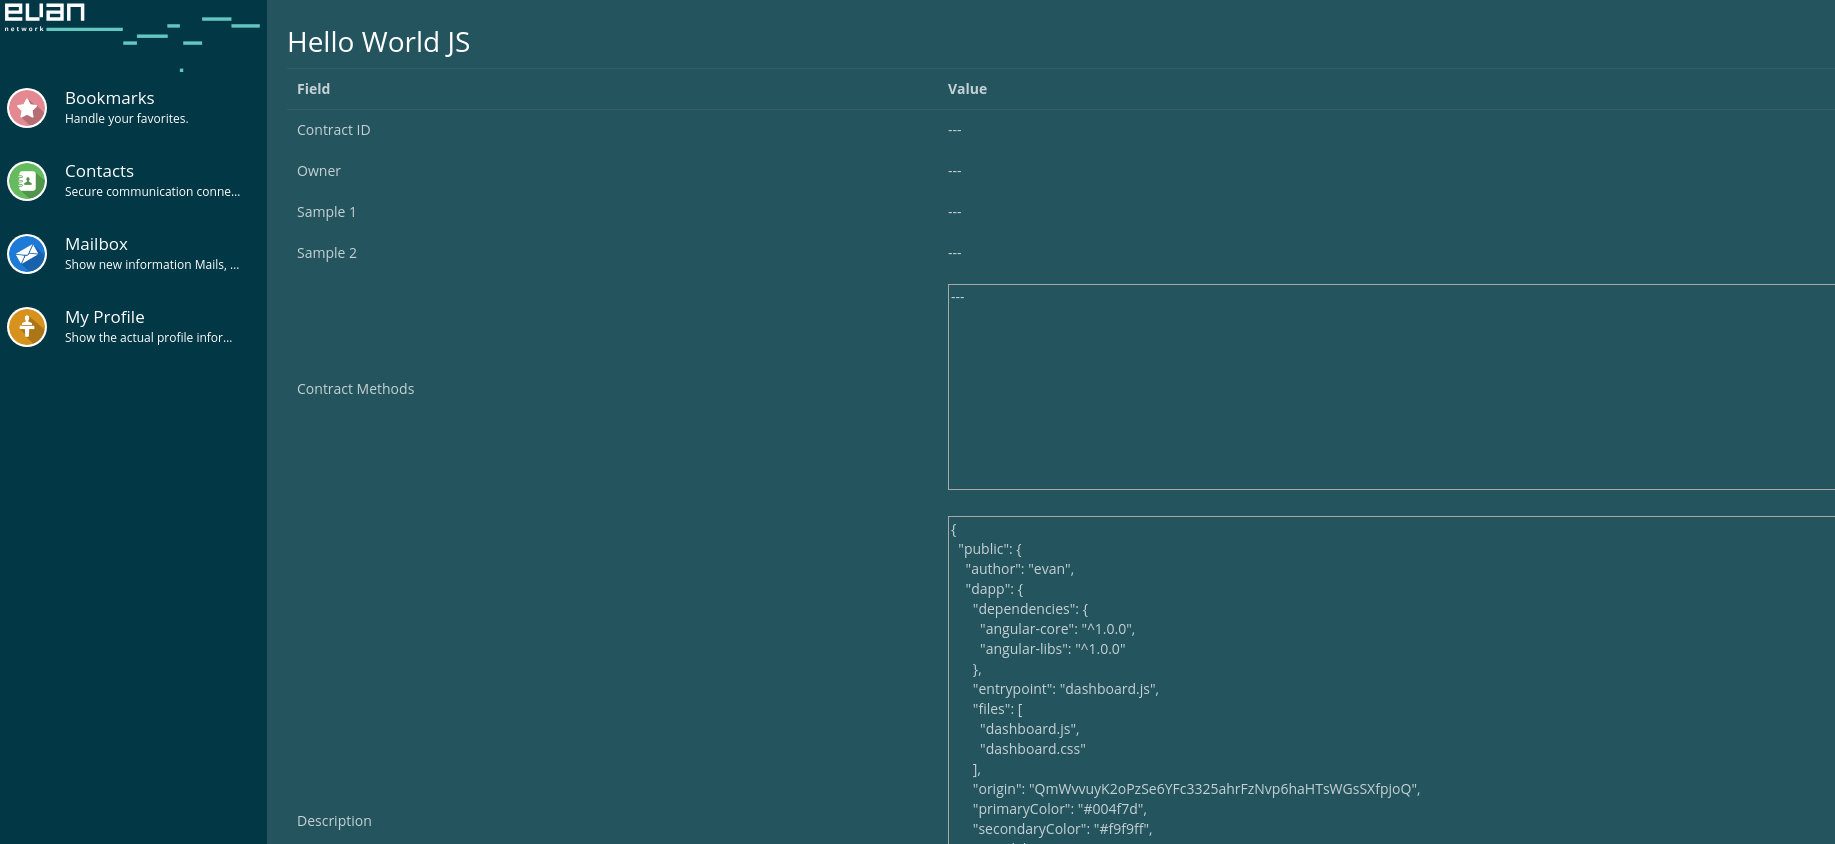 evan
network
Bookmarks
Handle your favorites.
Contacts
Secure communication conne...
Mailbox
Show new information Mails, ...
My Profile
Show the actual profile infor...
Hello World JS
Field Value
Contract ID ---
Owner ---
Sample 1 ---
Sample 2 ---
Contract Methods ---
Description
{
"public": {
"author": "evan",
"dapp": {
"dependencies": {
"angular-core": "^1.0.0",
"angular-libs": "^1.0.0"
},
"entrypoint": "dashboard.js",
"files": [
"dashboard.js",
"dashboard.css"
],
"origin": "QmWvvuyK2oPzSe6YFc3325ahrFzNvp6haHTsWGsSXfpjoQ",
"primaryColor": "#004f7d",
"secondaryColor": "#f9f9ff",